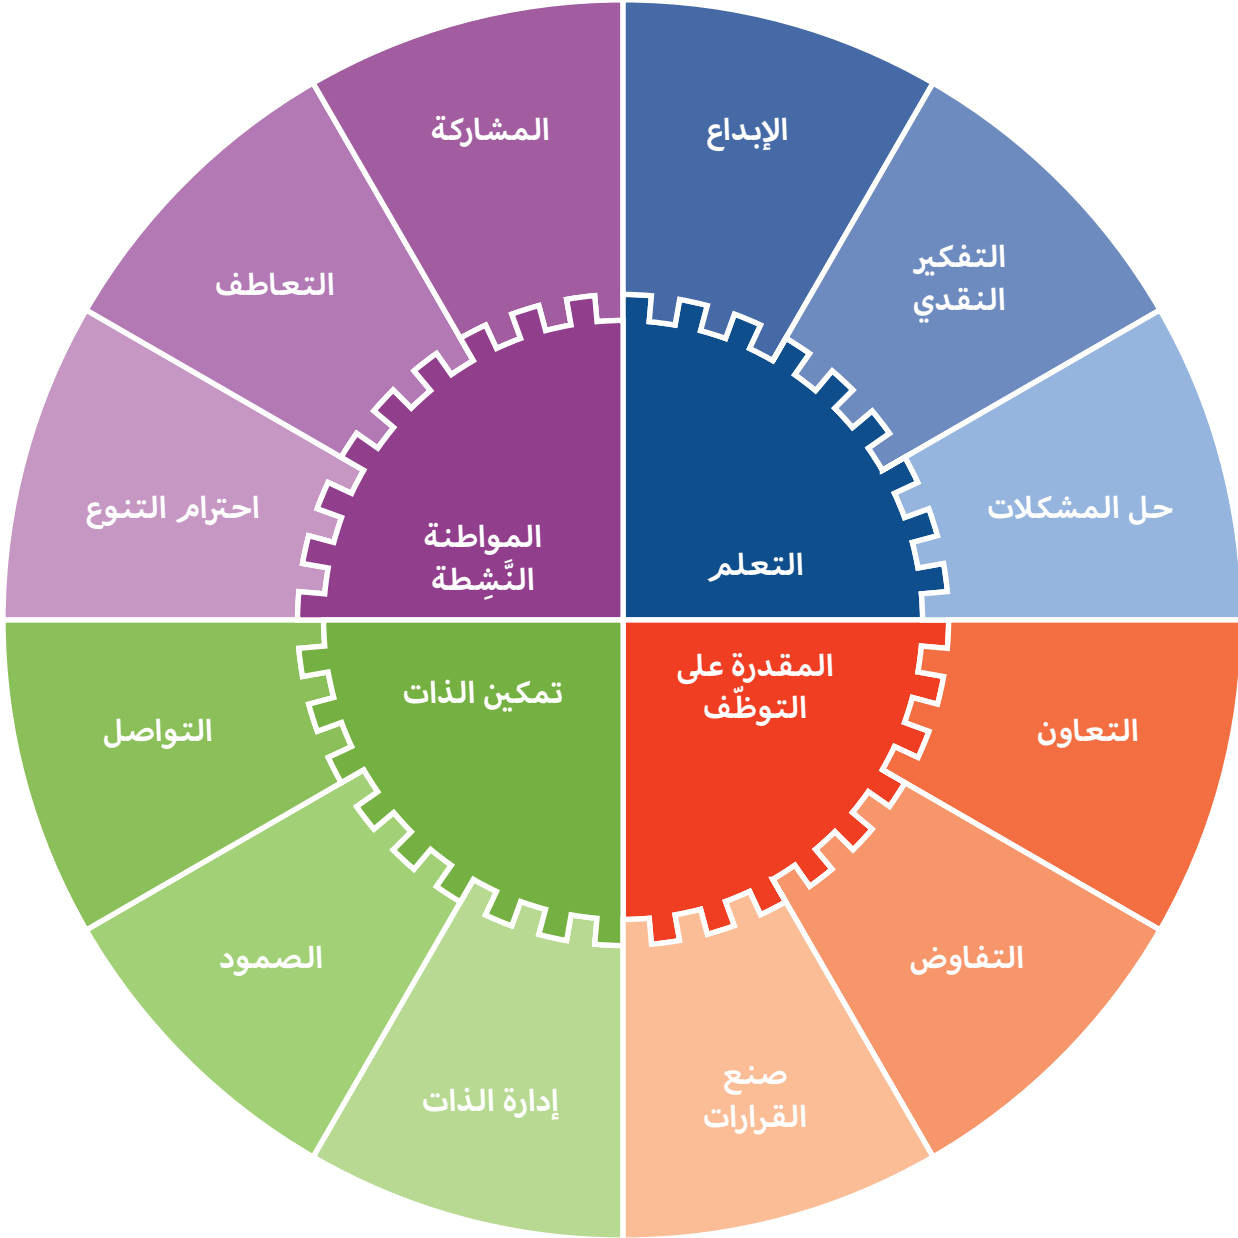 الإبداع
التفكير
النقدي
حل المشكلات
التعلم
المشاركة
التعاطف
احترام التنوع
المواطنة
النَّشِطة
المقدرة على
التوظّف
التعاون
التفاوض
صنع
القرارات
تمكين الذات
التواصل
الصمود
إدارة الذات